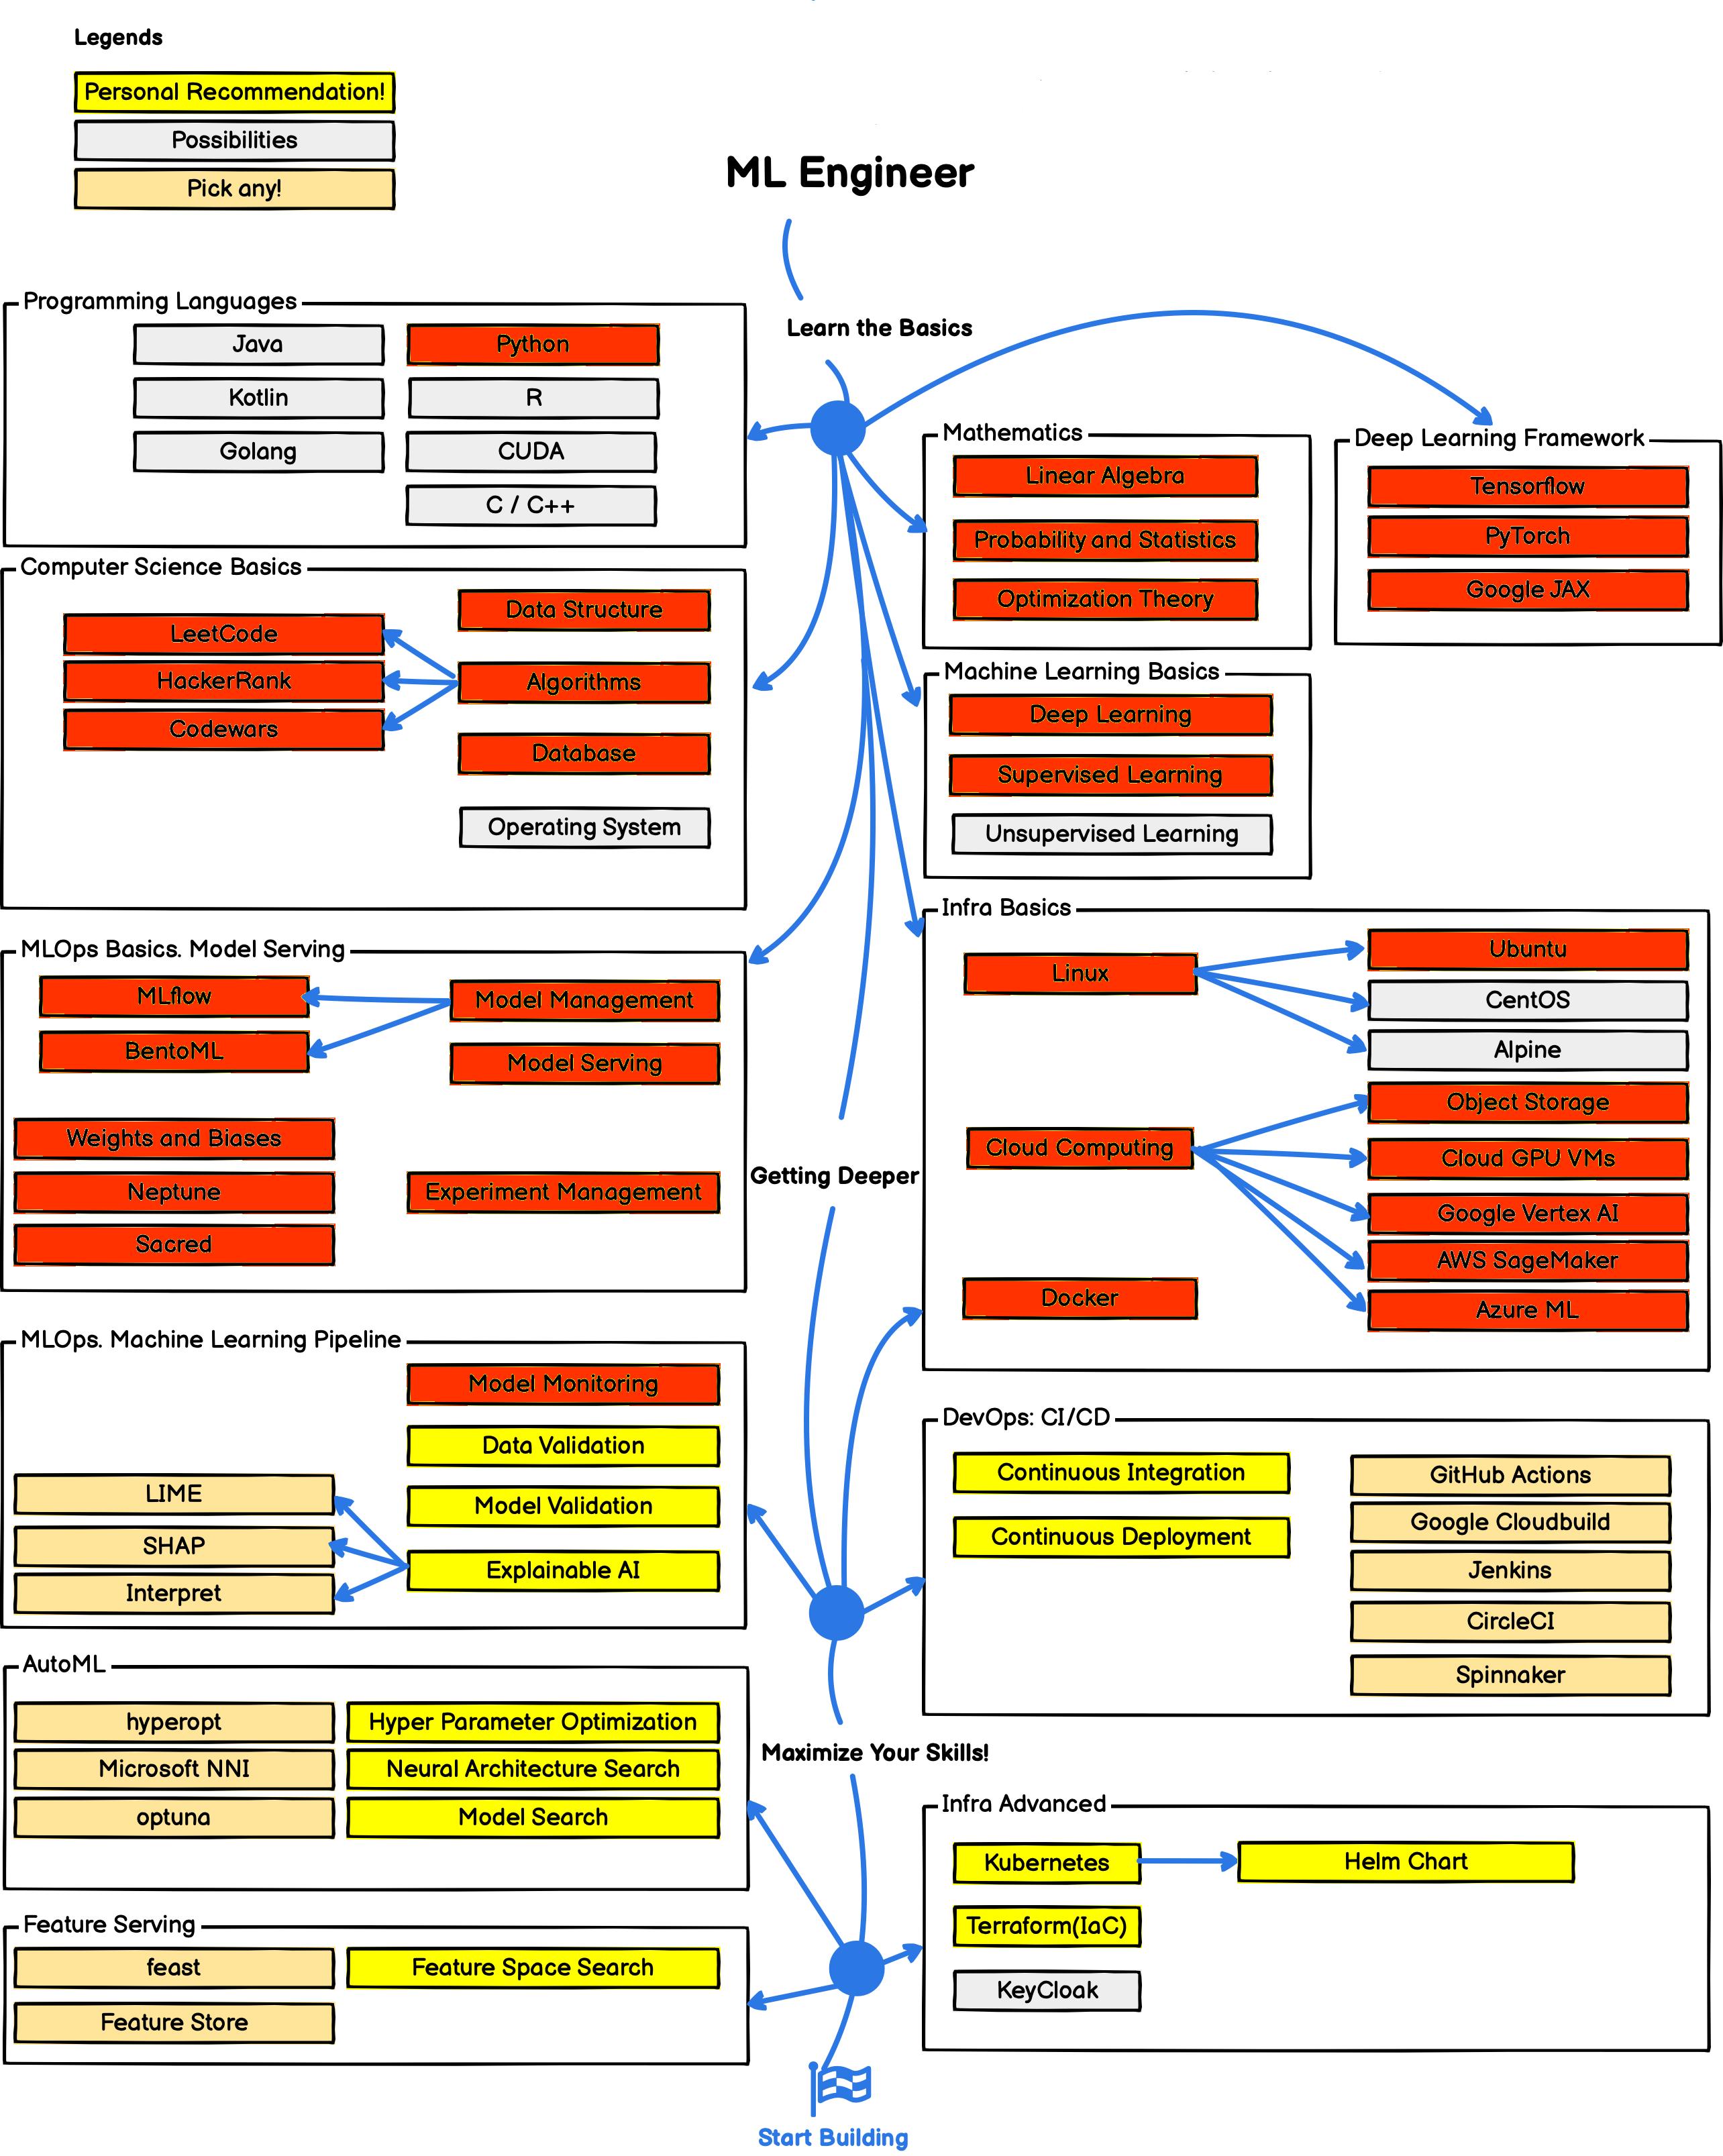 Legends
Personal Recommendation!
Possibilities
Pick any!
ML Engineer
Learn the Basics
Programming Languages
Java
Python
Kotlin
R
Golang
CUDA
C / C++
Mathematics
Linear Algebra
Probability and Statistics
Optimization Theory
Deep Learning Framework
Tensorflow
PyTorch
Google JAX
Computer Science Basics
Data Structure
LeetCode
HackerRank
Algorithms
Codewars
Database
Operating System
Machine Learning Basics
Deep Learning
Supervised Learning
Unsupervised Learning
MLOps Basics. Model Serving
MLflow
Model Management
BentoML
Model Serving
Weights and Biases
Neptune
Experiment Management
Sacred
Infra Basics
Linux
Ubuntu
CentOS
Alpine
Object Storage
Cloud Computing
Cloud GPU VMs
Google Vertex AI
AWS SageMaker
Docker
Azure ML
Getting Deeper
MLOps. Machine Learning Pipeline
Model Monitoring
Data Validation
LIME
Model Validation
SHAP
Explainable AI
Interpret
DevOps: CI/CD
Continuous Integration
GitHub Actions
Google Cloudbuild
Continuous Deployment
Jenkins
CircleCI
Spinnaker
AutoML
hyperopt
Hyper Parameter Optimization
Microsoft NNI
Neural Architecture Search
optuna
Model Search
Maximize Your Skills!
Infra Advanced
Kubernetes
Helm Chart
Terraform(IaC)
KeyCloak
Feature Serving
feast
Feature Space Search
Feature Store
Start Building